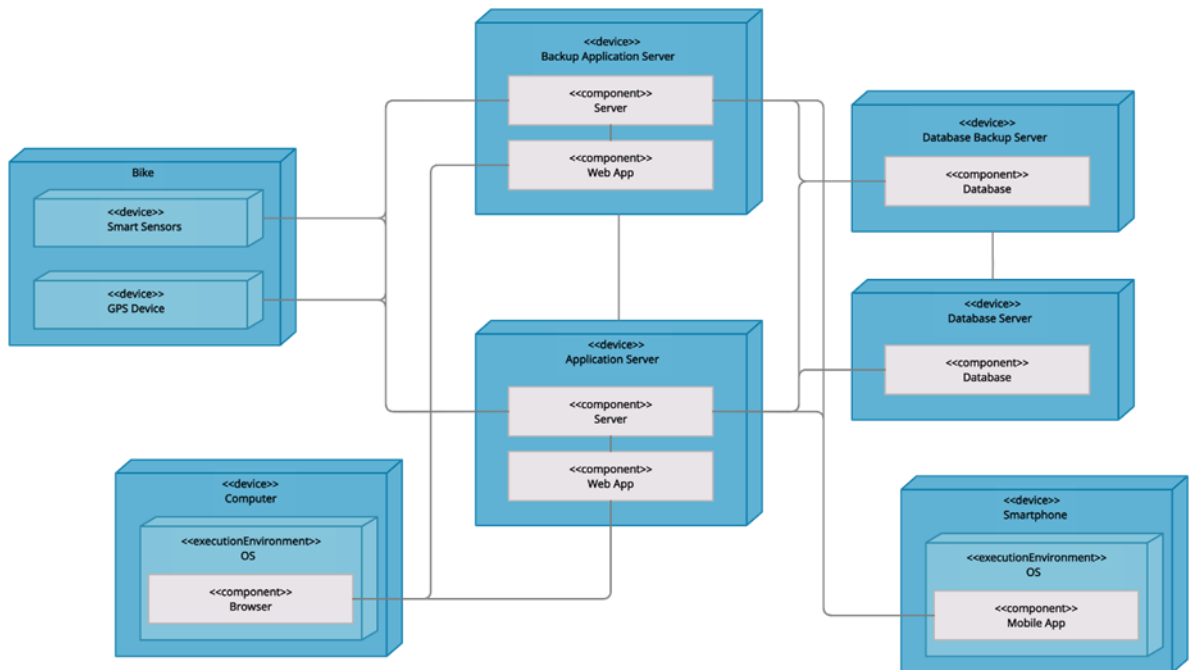 <<device>>
Backup Application Server
<<component>>
Server
<<component>>
Web App
<<device>>
Database Backup Server
<<component>>
Database
Bike
<<device>>
Smart Sensors
<<device>>
GPS Device
<<device>>
Database Server
<<component>>
Database
<<device>>
Application Server
<<component>>
Server
<<component>>
Web App
<<device>>
Computer
<<executionEnvironment>>
OS
<<component>>
Browser
<<device>>
Smartphone
<<executionEnvironment>>
OS
<<component>>
Mobile App